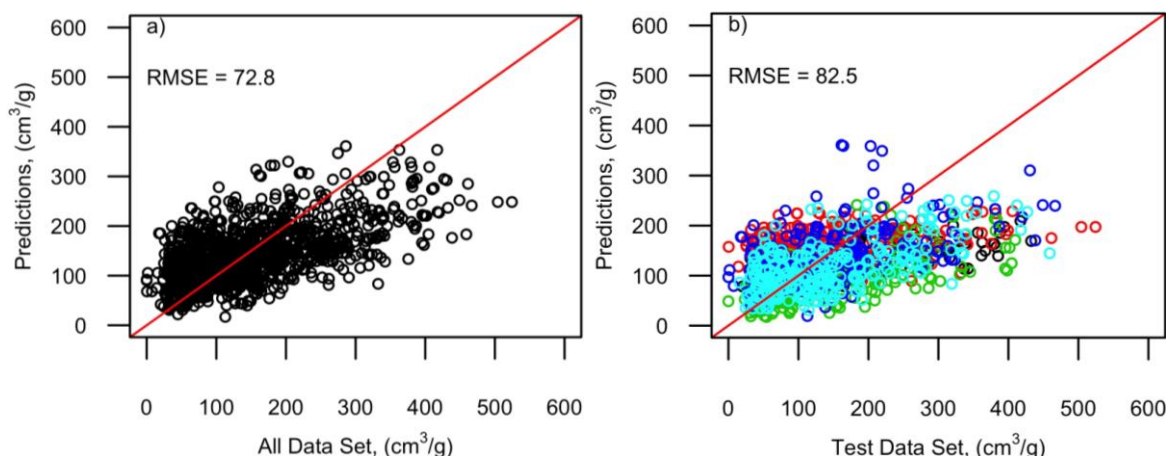 a)
RMSE = 72.8
600
500
400
300
200
100
0
Predictions, (cm³/g)
0 100 200 300 400 500 600
All Data Set, (cm³/g)
b)
RMSE = 82.5
600
500
400
300
200
100
0
Predictions, (cm³/g)
0 100 200 300 400 500 600
Test Data Set, (cm³/g)